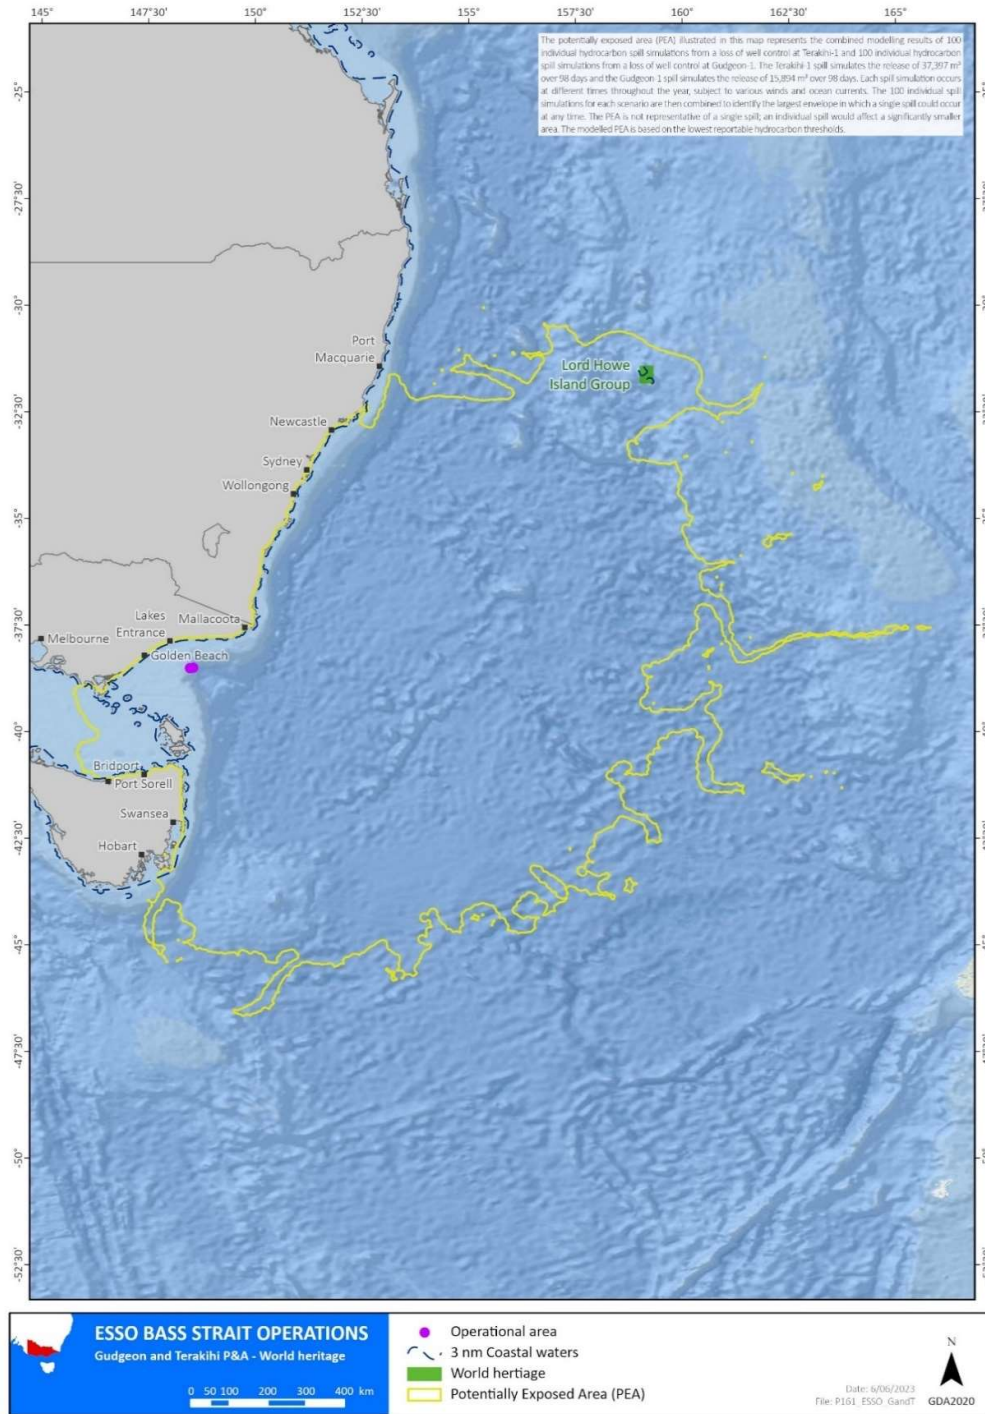 145° 147°30' 150° 152°30' 155° 157°30' 160° 162°30' 165°
The potentially exposed area (PEA) illustrated in this map represents the combined modelling results of 100
individual hydrocarbon spill simulations from a loss of well control at Terakihi-1 and 100 individual hydrocarbon
spill simulations from a loss of well control at Gudgeon-1. The Terakihi-1 spill simulates the release of 37,397 m³
over 98 days and the Gudgeon-1 spill simulates the release of 15,894 m³ over 98 days. Each spill simulation occurs
at different times throughout the year, subject to various winds and ocean currents. The 100 individual spill
simulations for each scenario are then combined to identify the largest envelope in which a single spill could occur
at any time. The PEA is not representative of a single spill; an individual spill would affect a significantly smaller
area. The modelled PEA is based on the lowest reportable hydrocarbon thresholds.
-25°
-27°30'
-30°
Port
Macquarie
Lord Howe
Island Group
-32°30'
Newcastle
Sydney
Wollongong
-35°
-37°30'
Lakes
Entrance
Mallacoota
Melbourne
Golden Beach
-40°
Bridport
Port Sorell
Swansea
-42°30'
Hobart
-45°
-47°30'
-50°
-52°30'
ESSO BASS STRAIT OPERATIONS
Gudgeon and Terakihi P&A - World heritage
0 50 100 200 300 400 km
Operational area
3 nm Coastal waters
World hertiage
Potentially Exposed Area (PEA)
N
Date: 6/06/2023
File: P161_ESSO_GandT
GDA2020